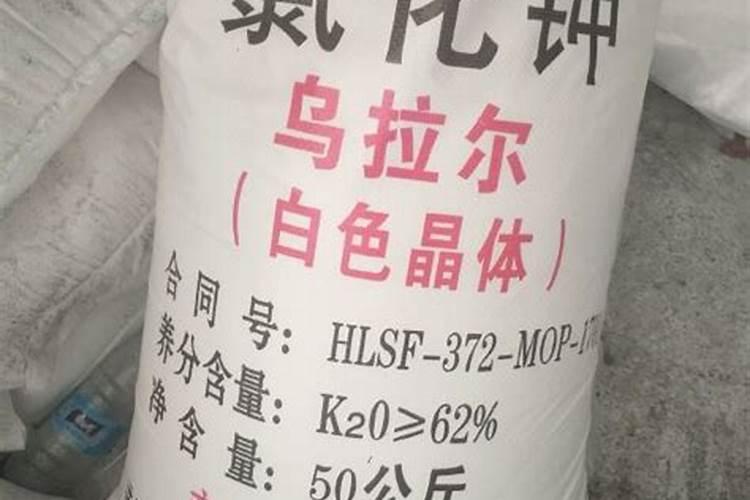 氯化钾
乌拉尔
(白色晶体)
合同号: HLSF-372-MOP-17
养分含量: K₂O≥62%
净含量: 50公斤